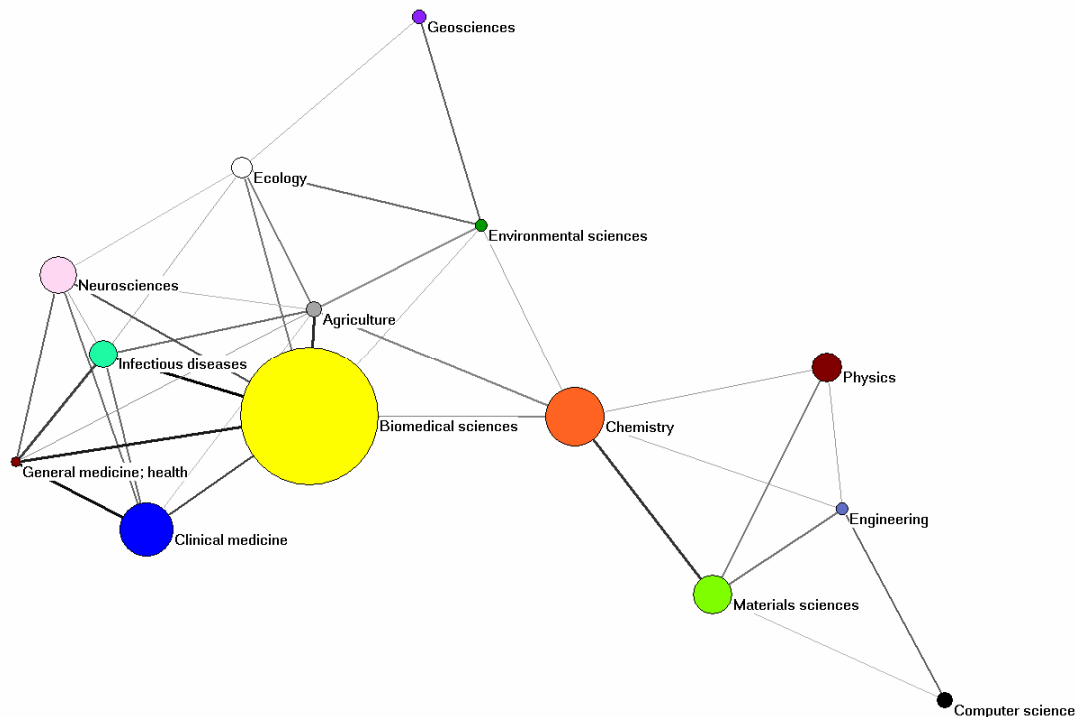 Geosciences
Ecology
Environmental sciences
Neurosciences
Agriculture
Infectious diseases
Physics
Biomedical sciences
Chemistry
General medicine; health
Engineering
Clinical medicine
Materials sciences
Computer science